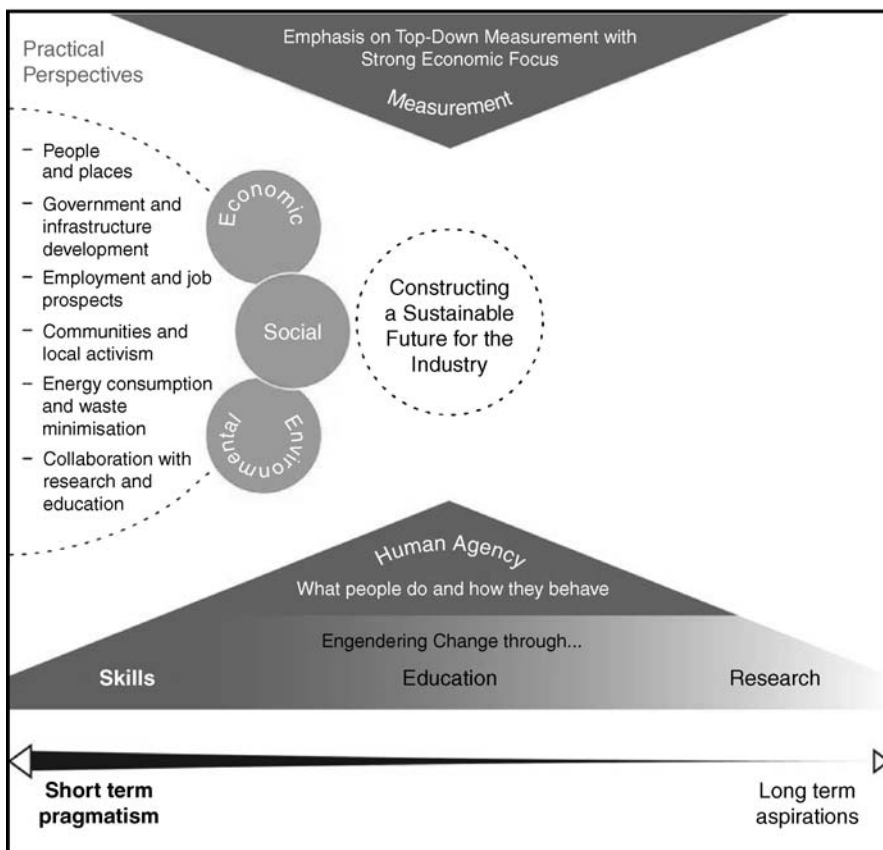 Practical
Perspectives
Emphasis on Top-Down Measurement with
Strong Economic Focus
Measurement
– People
and places
– Government and
infrastructure
development
– Employment and job
prospects
– Communities and
local activism
– Energy consumption
and waste
minimisation
– Collaboration with
research and
education
Economic
Social
Environmental
Constructing
a Sustainable
Future for the
Industry
Human Agency
What people do and how they behave
Engendering Change through...
Skills
Education
Research
Short term
pragmatism
Long term
aspirations